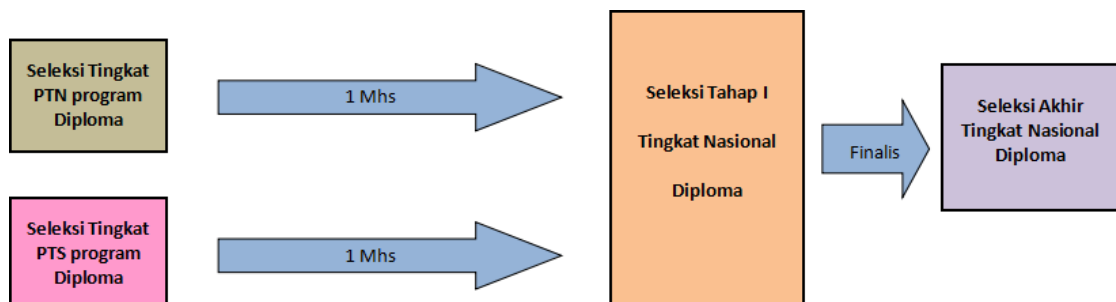 Seleksi Tingkat
PTN program
Diploma
1 Mhs
Seleksi Tingkat
PTS program
Diploma
1 Mhs
Seleksi Tahap I
Tingkat Nasional
Diploma
Finalis
Seleksi Akhir
Tingkat Nasional
Diploma